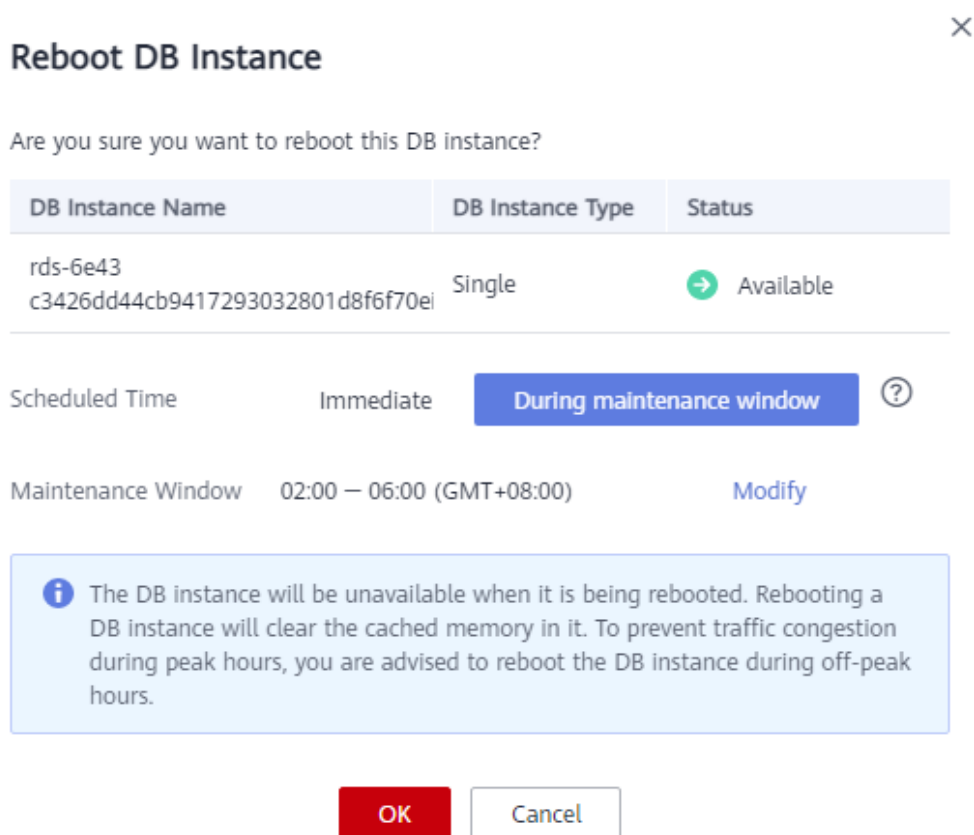 Reboot DB Instance
Are you sure you want to reboot this DB instance?
DB Instance Name DB Instance Type Status
rds-6e43
c3426dd44cb9417293032801d8f6f70ei
Single
Available
Scheduled Time Immediate During maintenance window
Maintenance Window 02:00 — 06:00 (GMT+08:00) Modify
The DB instance will be unavailable when it is being rebooted. Rebooting a
DB instance will clear the cached memory in it. To prevent traffic congestion
during peak hours, you are advised to reboot the DB instance during off-peak
hours.
OK Cancel